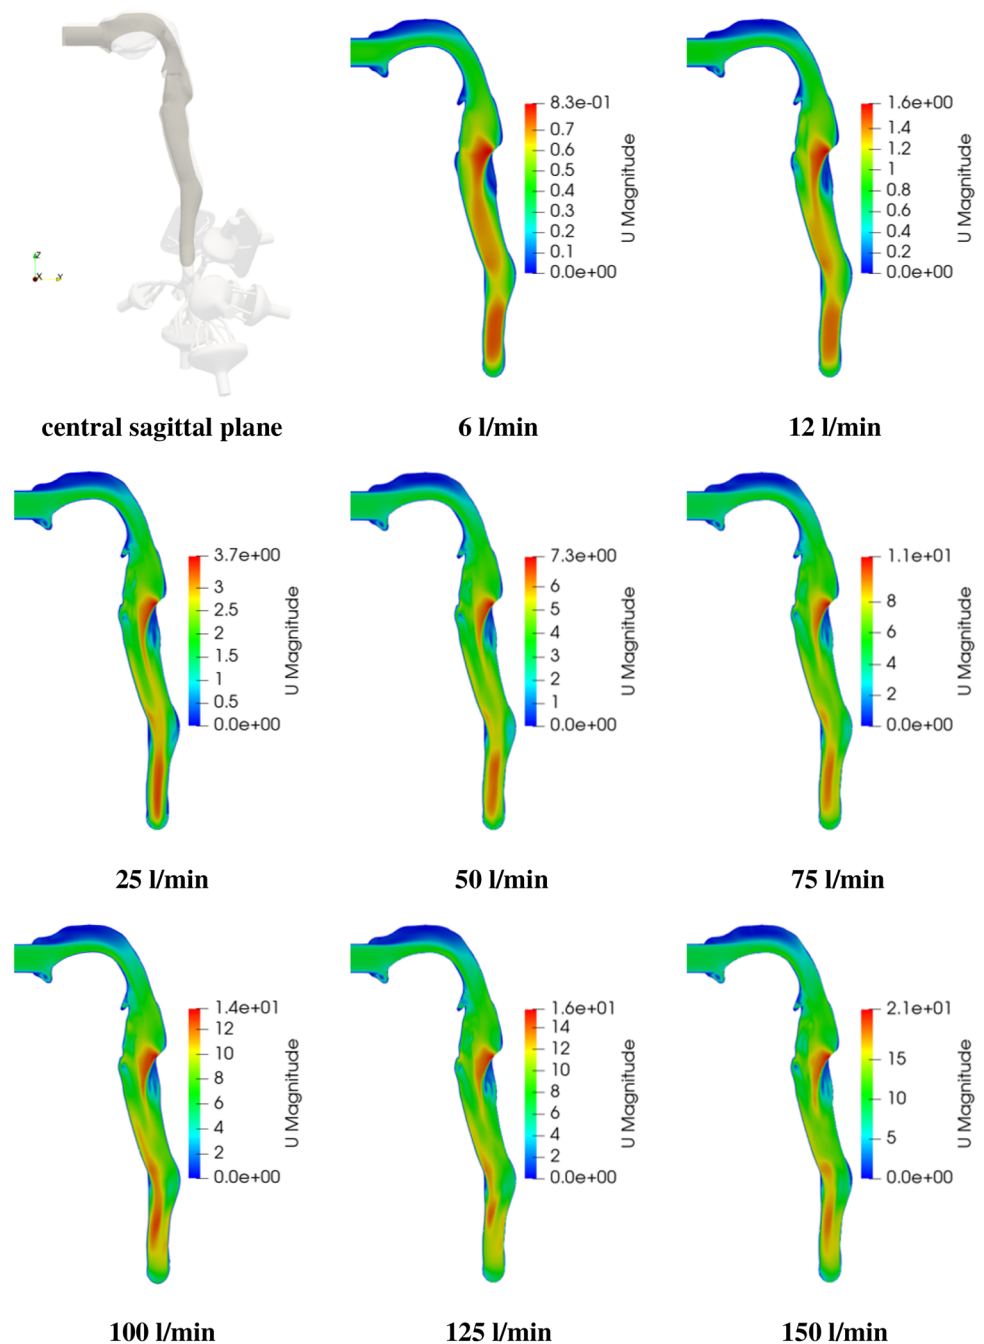 8.3e-01
0.7
0.6
0.5
0.4
0.3
0.2
0.1
0.0e+00
U Magnitude
1.6e+00
1.4
1.2
1
0.8
0.6
0.4
0.2
0.0e+00
U Magnitude
Z
X
Y
central sagittal plane
6 l/min
12 l/min
3.7e+00
3
2.5
2
1.5
1
0.5
0.0e+00
U Magnitude
7.3e+00
6
5
4
3
2
1
0.0e+00
U Magnitude
1.1e+01
8
6
4
2
0.0e+00
U Magnitude
25 l/min
50 l/min
75 l/min
1.4e+01
12
10
8
6
4
2
0.0e+00
U Magnitude
1.6e+01
14
12
10
8
6
4
2
0.0e+00
U Magnitude
2.1e+01
15
10
5
0.0e+00
U Magnitude
100 l/min
125 l/min
150 l/min